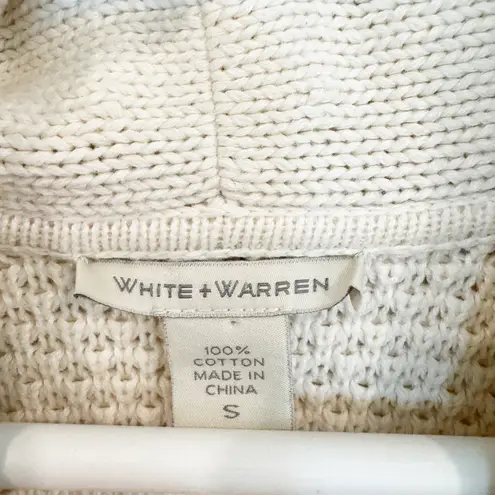 WHITE + WARREN
100%
COTTON
MADE IN
CHINA
S